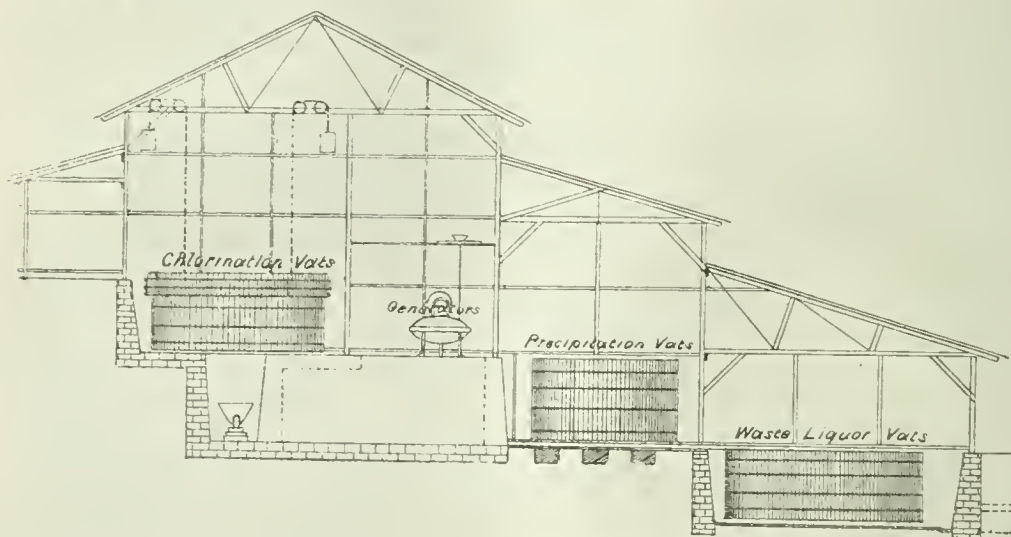 Chlorination Vats
Generators
Precipitation Vats
Waste Liquor Vats